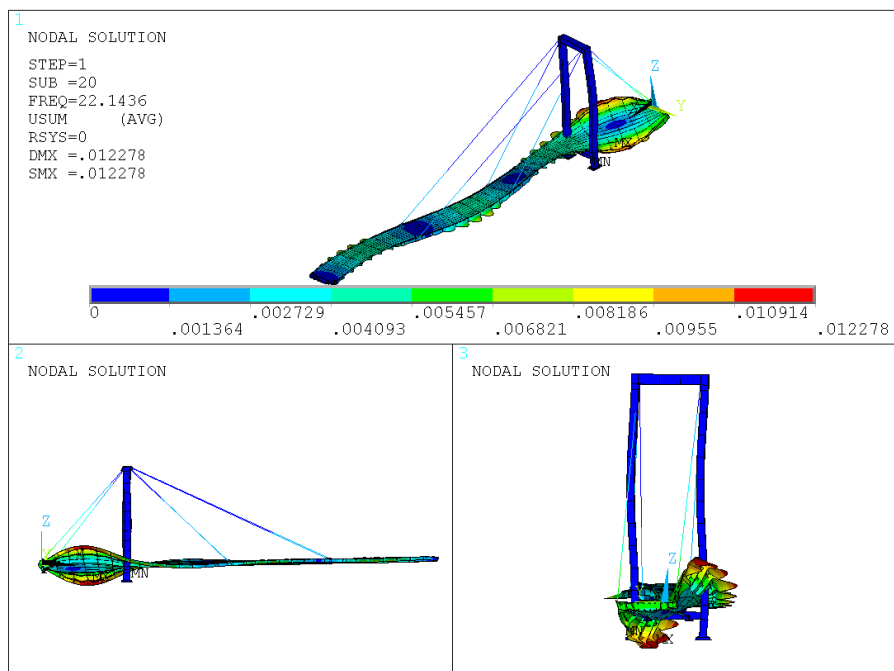 1
NODAL SOLUTION
STEP=1
SUB =20
FREQ=22.1436
USUM (AVG)
RSYS=0
DMX =.012278
SMX =.012278
Z
Y
MX
MN
0 .002729 .005457 .008186 .010914
.001364 .004093 .006821 .00955 .012278
2
NODAL SOLUTION
Z
Y
MN
3
NODAL SOLUTION
Z
MN
X